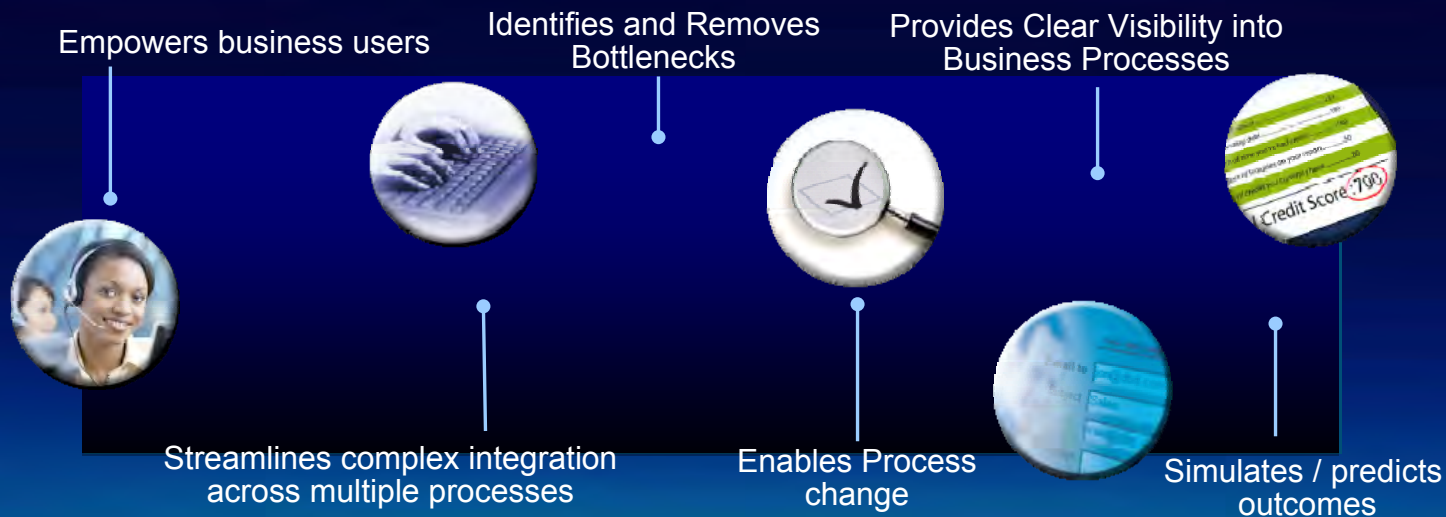 Empowers business users
Identifies and Removes
Bottlenecks
Provides Clear Visibility into
Business Processes
Credit Score :790
Streamlines complex integration
across multiple processes
Enables Process
change
Simulates / predicts
outcomes